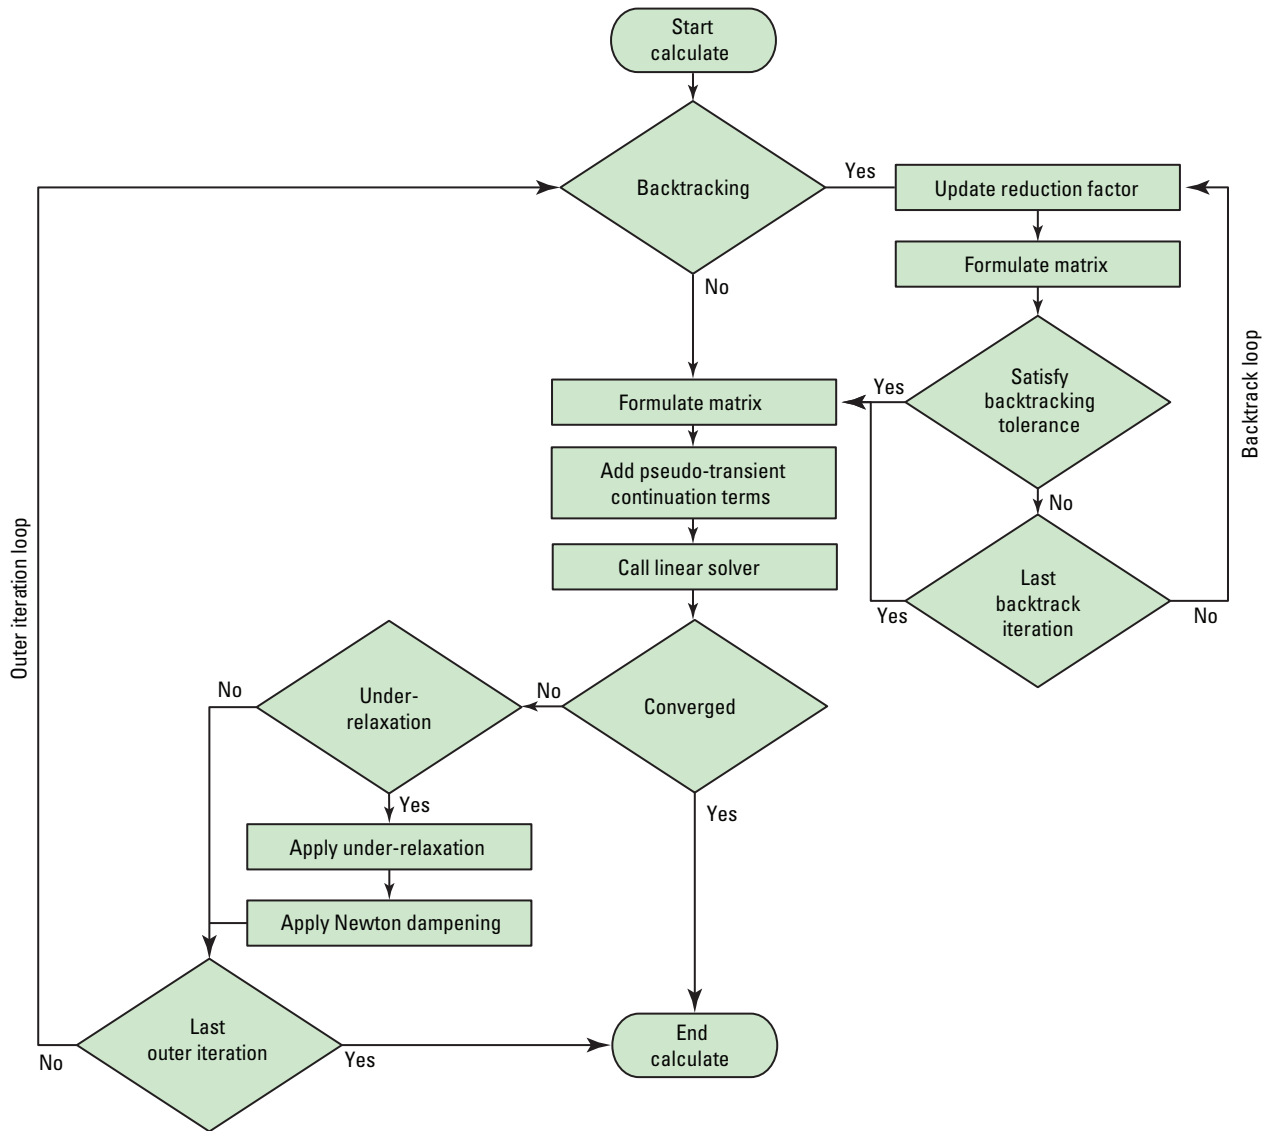 Start
calculate
Backtracking
Yes
Update reduction factor
Formulate matrix
No
Satisfy
backtracking
tolerance
Yes
No
Last
backtrack
iteration
Yes
No
Backtrack loop
Formulate matrix
Add pseudo-transient
continuation terms
Call linear solver
Converged
No
Yes
Under-
relaxation
No
Yes
Apply under-relaxation
Apply Newton dampening
Last
outer iteration
No
Yes
Outer iteration loop
End
calculate